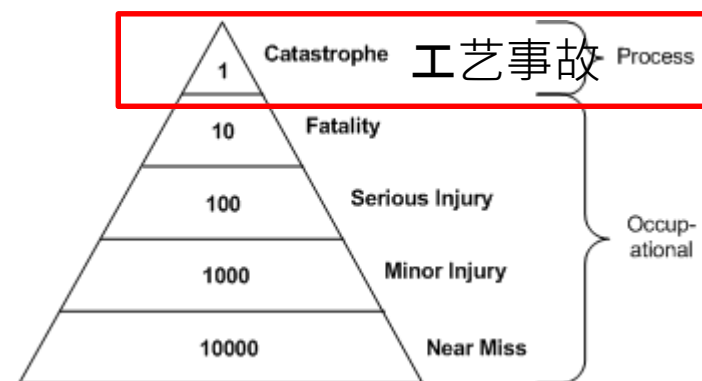 Catastrophe 工艺事故 Process
1
10 Fatality
100 Serious Injury
Occup-
ational
1000 Minor Injury
10000 Near Miss